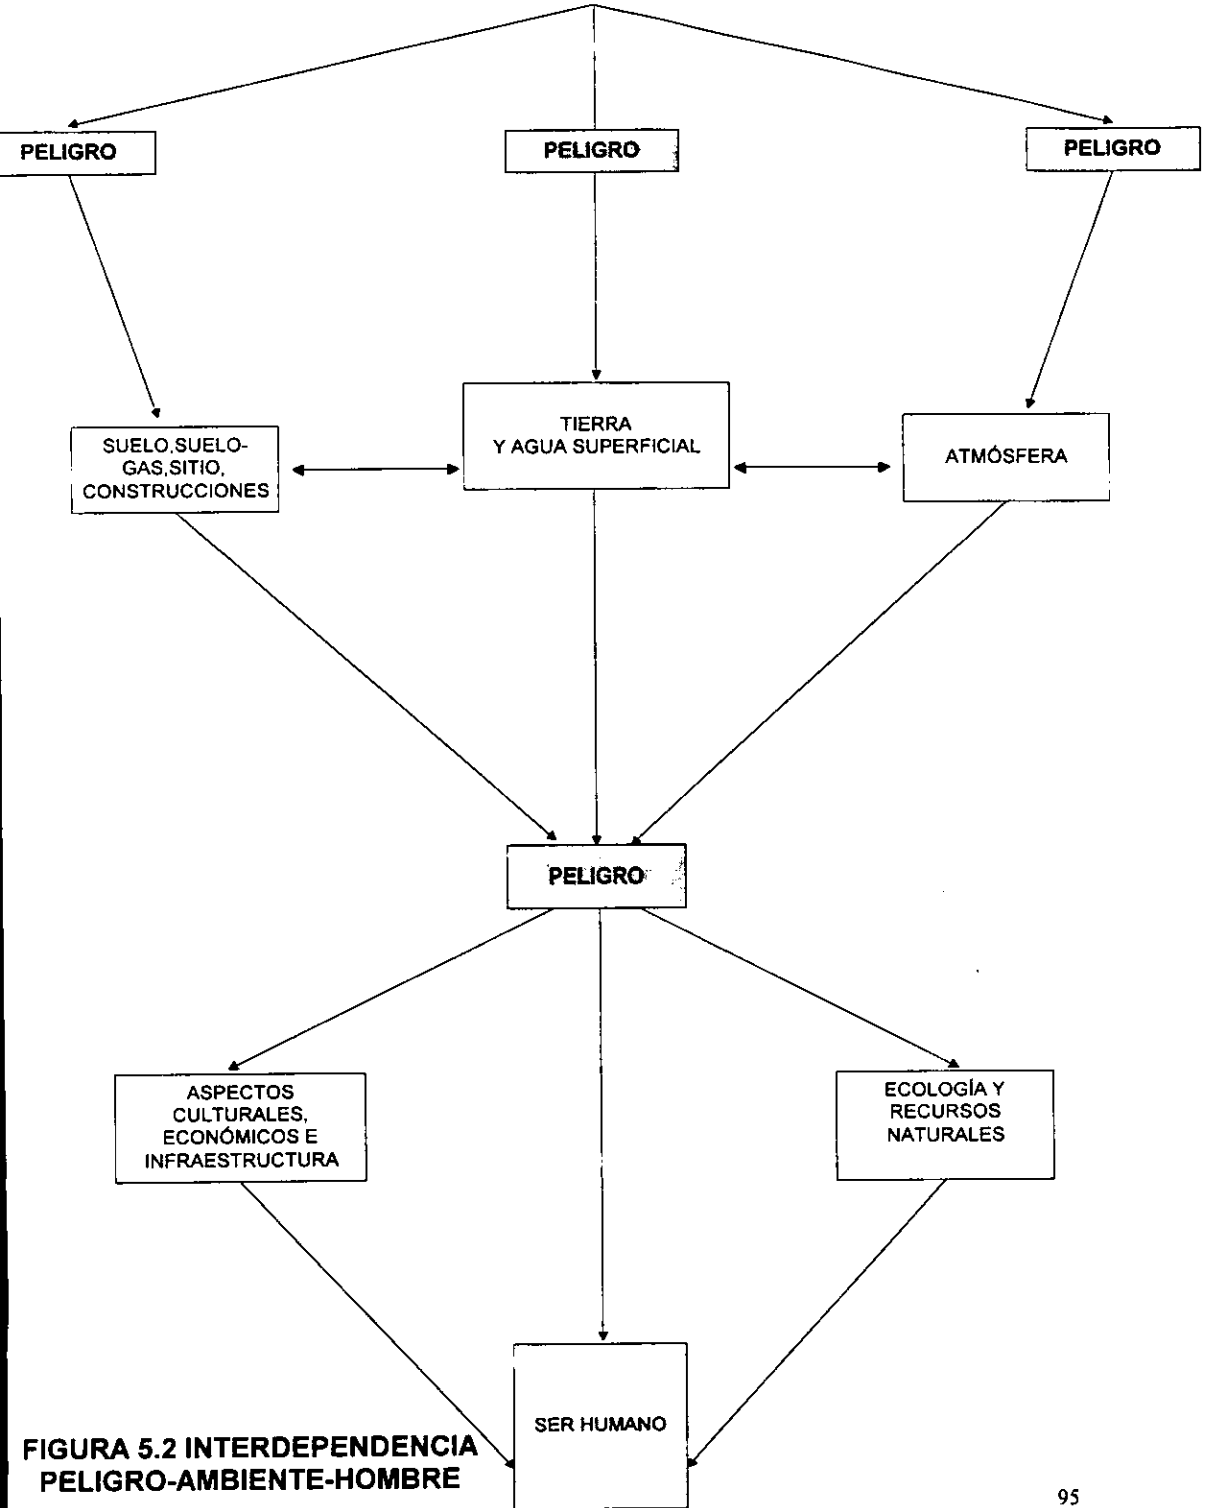 PELIGRO
PELIGRO
PELIGRO
SUELO,SUELO-
GAS,SITIO,
CONSTRUCCIONES
TIERRA
Y AGUA SUPERFICIAL
ATMÓSFERA
PELIGRO
ASPECTOS
CULTURALES,
ECONÓMICOS E
INFRAESTRUCTURA
ECOLOGÍA Y
RECURSOS
NATURALES
SER HUMANO
FIGURA 5.2 INTERDEPENDENCIA
PELIGRO-AMBIENTE-HOMBRE
95